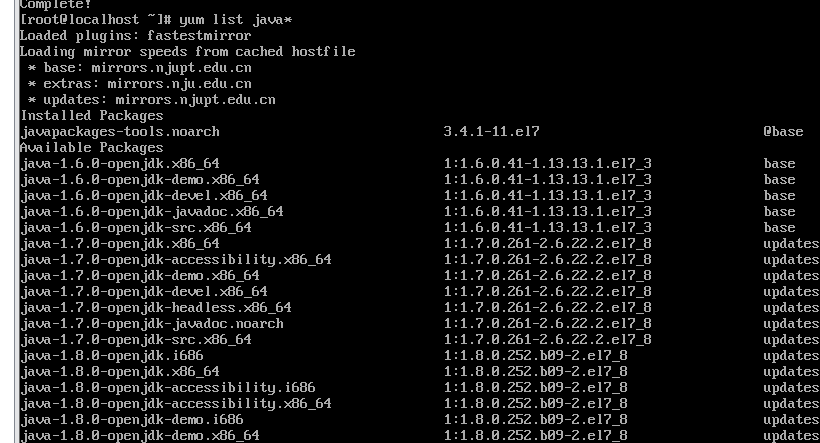 Complete!
[root@localhost ~]# yum list java*
Loaded plugins: fastestmirror
Loading mirror speeds from cached hostfile
 * base: mirrors.njupt.edu.cn
 * extras: mirrors.nju.edu.cn
 * updates: mirrors.njupt.edu.cn
Installed Packages
javapackages-tools.noarch 3.4.1-11.el7 @base
Available Packages
java-1.6.0-openjdk.x86_64 1:1.6.0.41-1.13.13.1.el7_3 base
java-1.6.0-openjdk-demo.x86_64 1:1.6.0.41-1.13.13.1.el7_3 base
java-1.6.0-openjdk-devel.x86_64 1:1.6.0.41-1.13.13.1.el7_3 base
java-1.6.0-openjdk-javadoc.x86_64 1:1.6.0.41-1.13.13.1.el7_3 base
java-1.6.0-openjdk-src.x86_64 1:1.6.0.41-1.13.13.1.el7_3 base
java-1.7.0-openjdk.x86_64 1:1.7.0.261-2.6.22.2.el7_8 updates
java-1.7.0-openjdk-accessibility.x86_64 1:1.7.0.261-2.6.22.2.el7_8 updates
java-1.7.0-openjdk-demo.x86_64 1:1.7.0.261-2.6.22.2.el7_8 updates
java-1.7.0-openjdk-devel.x86_64 1:1.7.0.261-2.6.22.2.el7_8 updates
java-1.7.0-openjdk-headless.x86_64 1:1.7.0.261-2.6.22.2.el7_8 updates
java-1.7.0-openjdk-javadoc.noarch 1:1.7.0.261-2.6.22.2.el7_8 updates
java-1.7.0-openjdk-src.x86_64 1:1.7.0.261-2.6.22.2.el7_8 updates
java-1.8.0-openjdk.i686 1:1.8.0.252.b09-2.el7_8 updates
java-1.8.0-openjdk.x86_64 1:1.8.0.252.b09-2.el7_8 updates
java-1.8.0-openjdk-accessibility.i686 1:1.8.0.252.b09-2.el7_8 updates
java-1.8.0-openjdk-accessibility.x86_64 1:1.8.0.252.b09-2.el7_8 updates
java-1.8.0-openjdk-demo.i686 1:1.8.0.252.b09-2.el7_8 updates
java-1.8.0-openjdk-demo.x86_64 1:1.8.0.252.b09-2.el7_8 updates